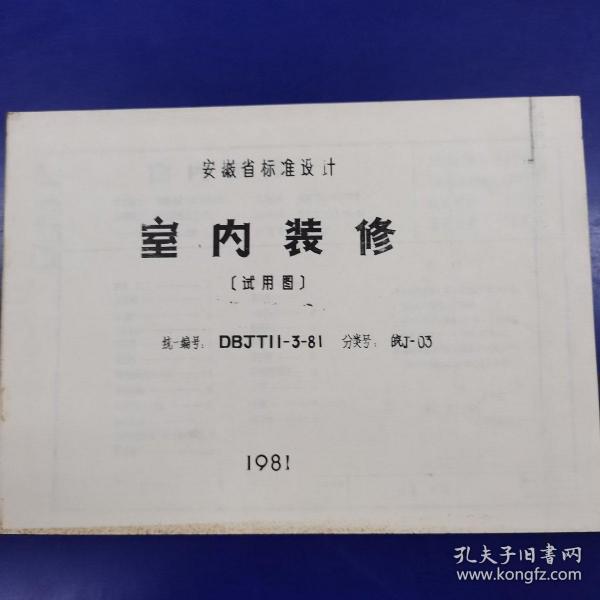 安徽省标准设计
室内装修
〔试用图〕
统一编号: DBJT11-3-81 分类号: 皖J-03
1981
孔夫子旧書网
www.kongfz.com